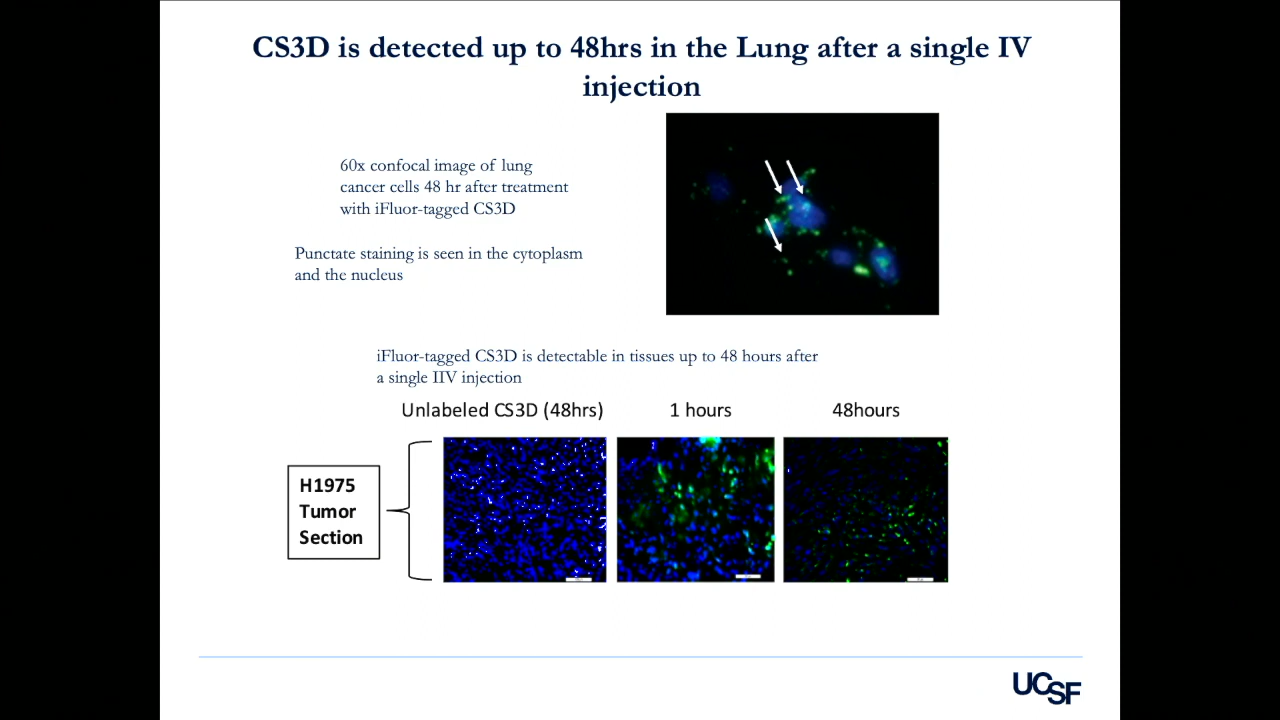 CS3D is detected up to 48hrs in the Lung after a single IV
injection
60x confocal image of lung
cancer cells 48 hr after treatment
with iFluor-tagged CS3D
Punctate staining is seen in the cytoplasm
and the nucleus
iFluor-tagged CS3D is detectable in tissues up to 48 hours after
a single IIV injection
Unlabeled CS3D (48hrs)
1 hours
48hours
H1975
Tumor
Section
UCSF